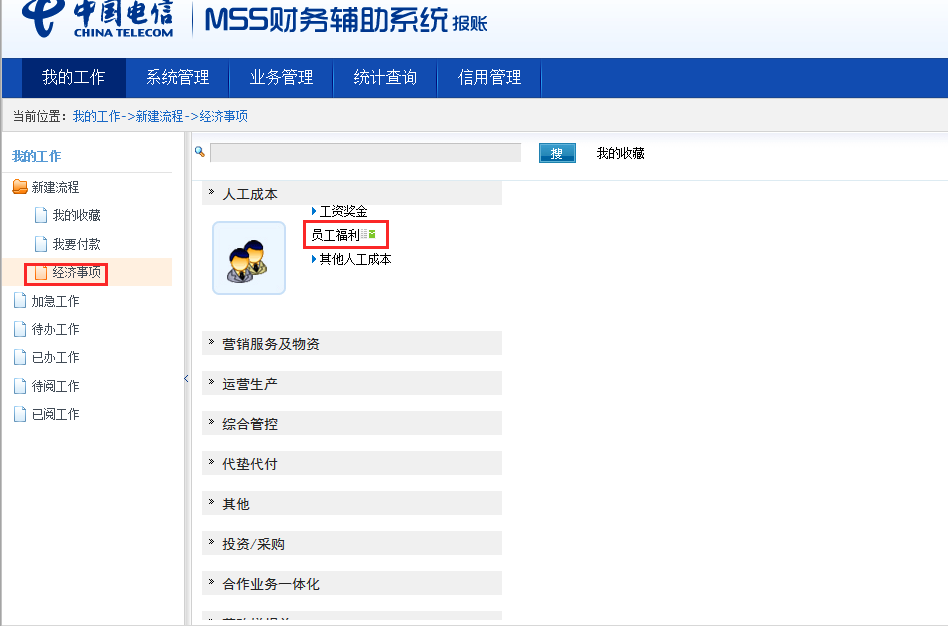 中国电信
CHINA TELECOM
MSS财务辅助系统 报账
我的工作 系统管理 业务管理 统计查询 信用管理
当前位置: 我的工作->新建流程->经济事项
我的工作
新建流程
我的收藏
我要付款
经济事项
加急工作
待办工作
已办工作
待阅工作
已阅工作
搜 我的收藏
人工成本
工资奖金
员工福利
其他人工成本
营销服务及物资
运营生产
综合管控
代垫代付
其他
投资/采购
合作业务一体化